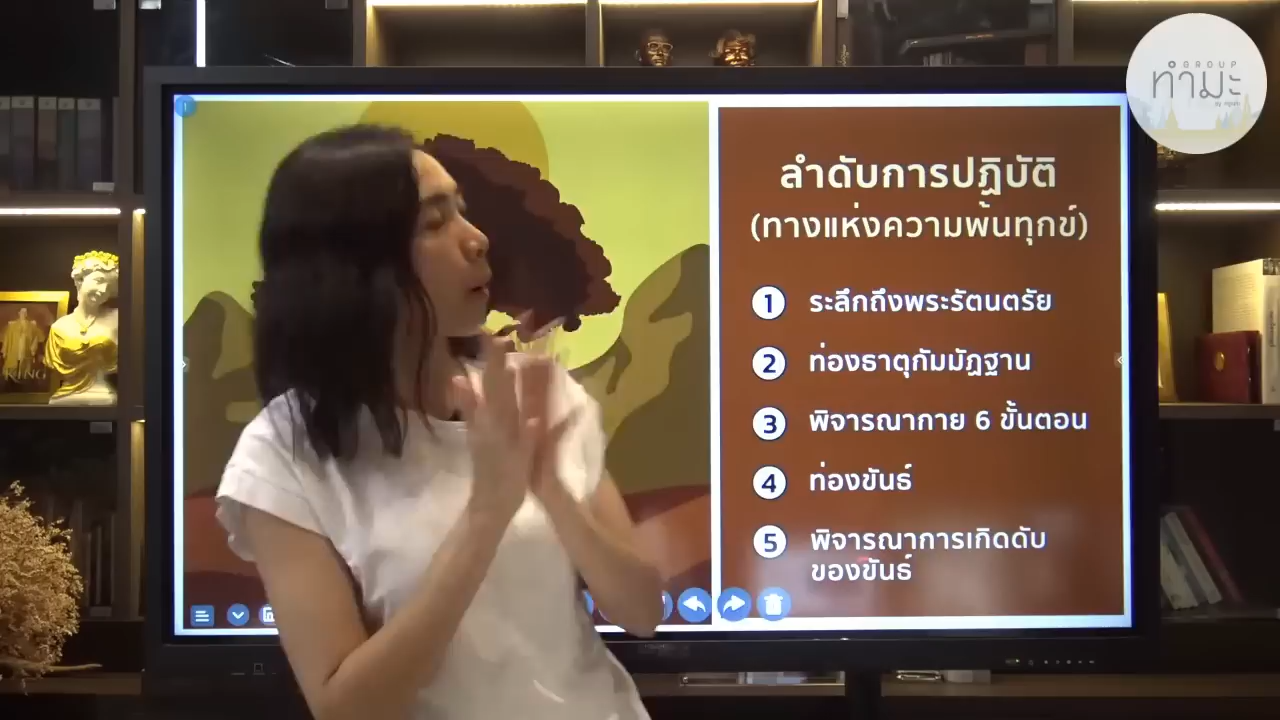 GROUP
ทำมะ
ลำดับการปฏิบัติ
(ทางแห่งความพ้นทุกข์)
1 ระลึกถึงพระรัตนตรัย
2 ท่องธาตุกัมมัฏฐาน
3 พิจารณากาย 6 ขั้นตอน
4 ท่องขันธ์
5 พิจารณาการเกิดดับ
ของขันธ์
KING